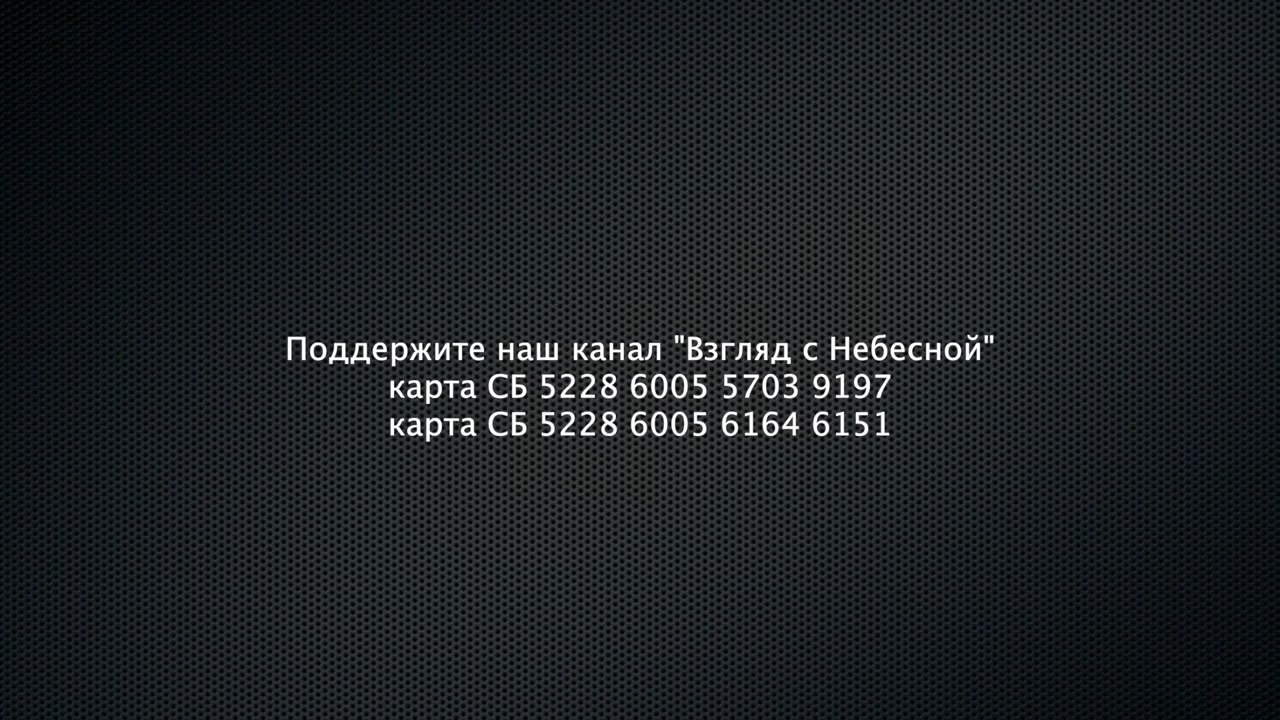 Поддержите наш канал "Взгляд с Небесной"
карта СБ 5228 6005 5703 9197
карта СБ 5228 6005 6164 6151